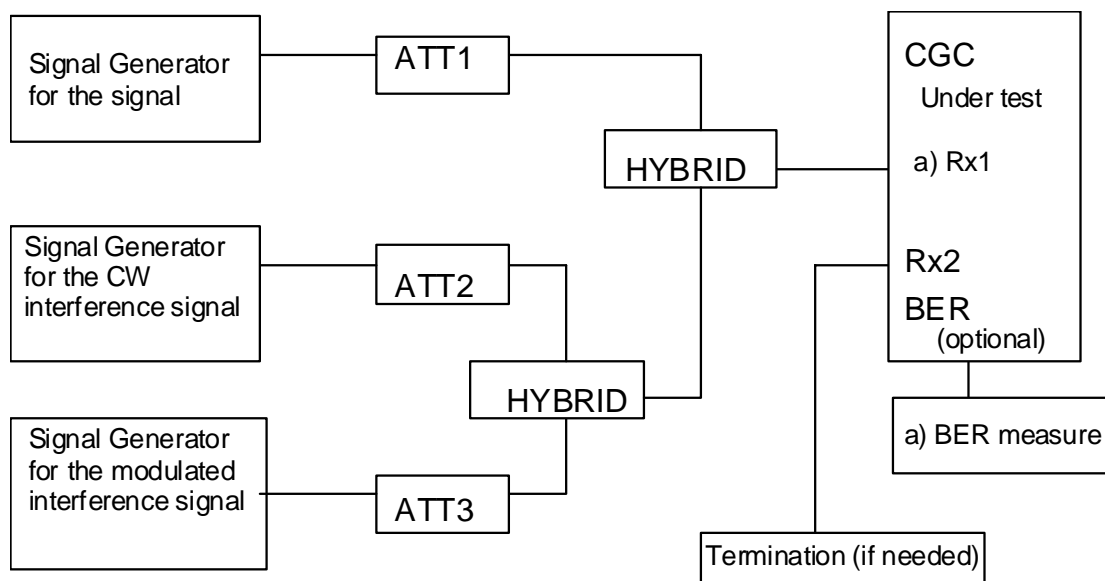 Signal Generator
for the signal
ATT1
HYBRID
CGC
Under test
a) Rx1
Signal Generator
for the CW
interference signal
ATT2
HYBRID
Rx2
BER
(optional)
Signal Generator
for the modulated
interference signal
ATT3
a) BER measure
Termination (if needed)